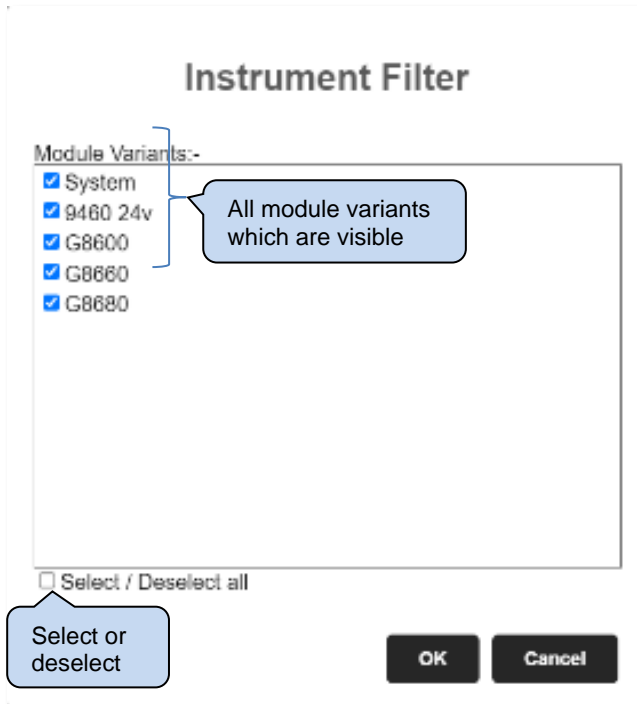 Instrument Filter
Module Variants:-
System
9460 24v
G8600
G8660
G8680
All module variants
which are visible
Select / Deselect all
Select or
deselect
OK
Cancel